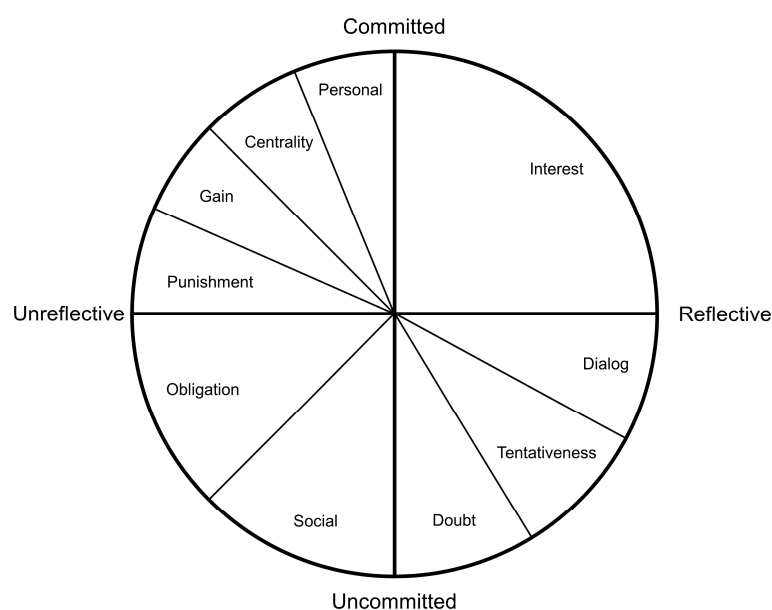 Committed
Personal
Centrality
Interest
Gain
Punishment
Unreflective
Reflective
Dialog
Obligation
Tentativeness
Social
Doubt
Uncommitted